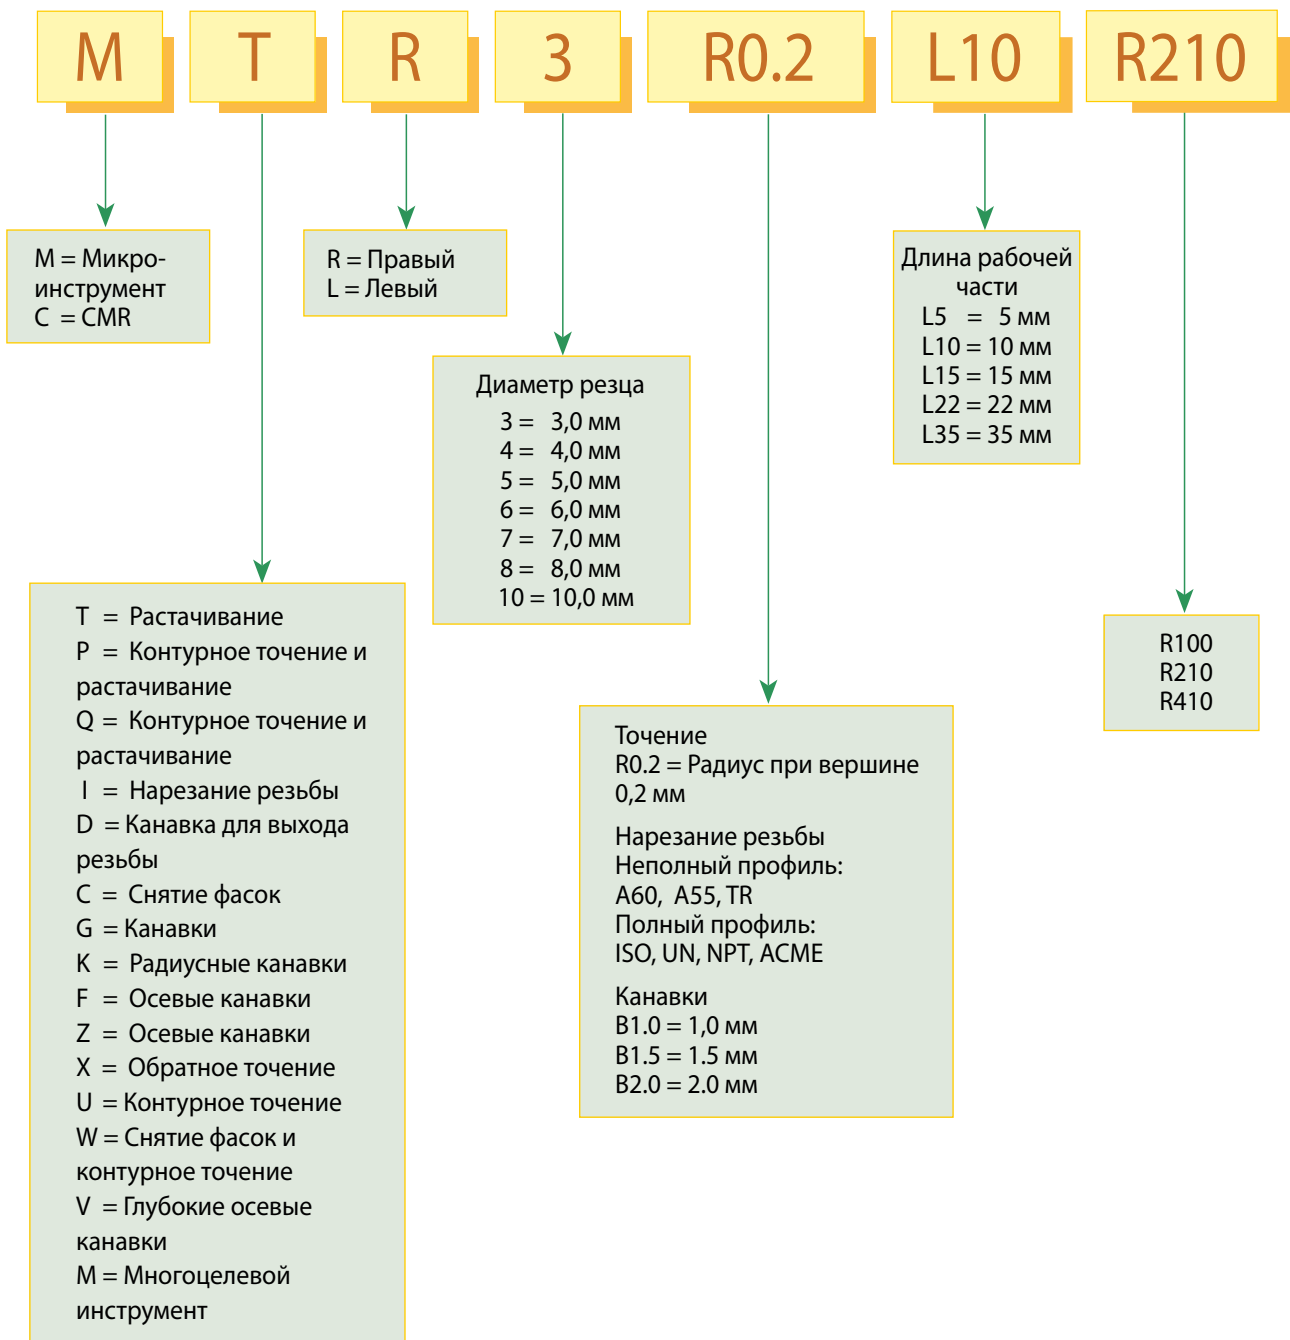 M T R 3 R0.2 L10 R210
M = Микро-
инструмент
C = CMR
R = Правый
L = Левый
Длина рабочей
части
L5 = 5 мм
L10 = 10 мм
L15 = 15 мм
L22 = 22 мм
L35 = 35 мм
Диаметр резца
3 = 3,0 мм
4 = 4,0 мм
5 = 5,0 мм
6 = 6,0 мм
7 = 7,0 мм
8 = 8,0 мм
10 = 10,0 мм
T = Растачивание
P = Контурное точение и
растачивание
Q = Контурное точение и
растачивание
I = Нарезание резьбы
D = Канавка для выхода
резьбы
C = Снятие фасок
G = Канавки
K = Радиусные канавки
F = Осевые канавки
Z = Осевые канавки
X = Обратное точение
U = Контурное точение
W = Снятие фасок и
контурное точение
V = Глубокие осевые
канавки
M = Многоцелевой
инструмент
Точение
R0.2 = Радиус при вершине
0,2 мм
Нарезание резьбы
Неполный профиль:
A60, A55, TR
Полный профиль:
ISO, UN, NPT, ACME
Канавки
B1.0 = 1,0 мм
B1.5 = 1.5 мм
B2.0 = 2.0 мм
R100
R210
R410